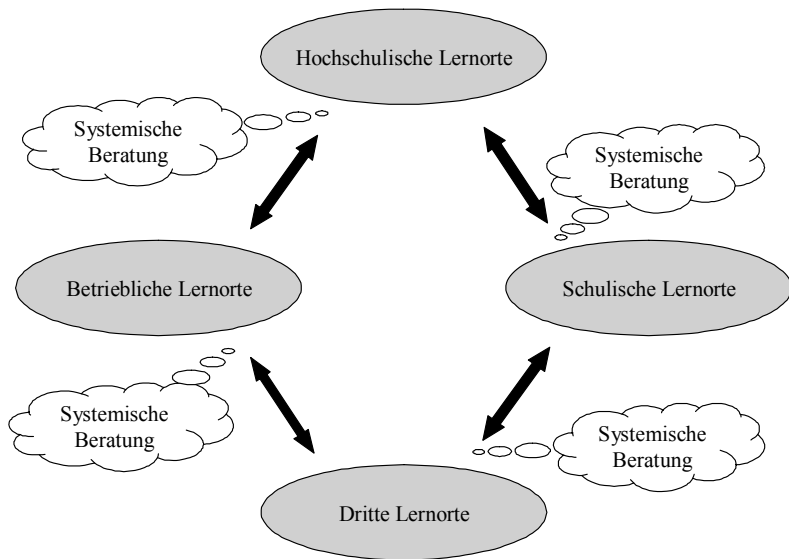 Hochschulische Lernorte
Systemische
Beratung
Systemische
Beratung
Betriebliche Lernorte
Schulische Lernorte
Systemische
Beratung
Systemische
Beratung
Dritte Lernorte